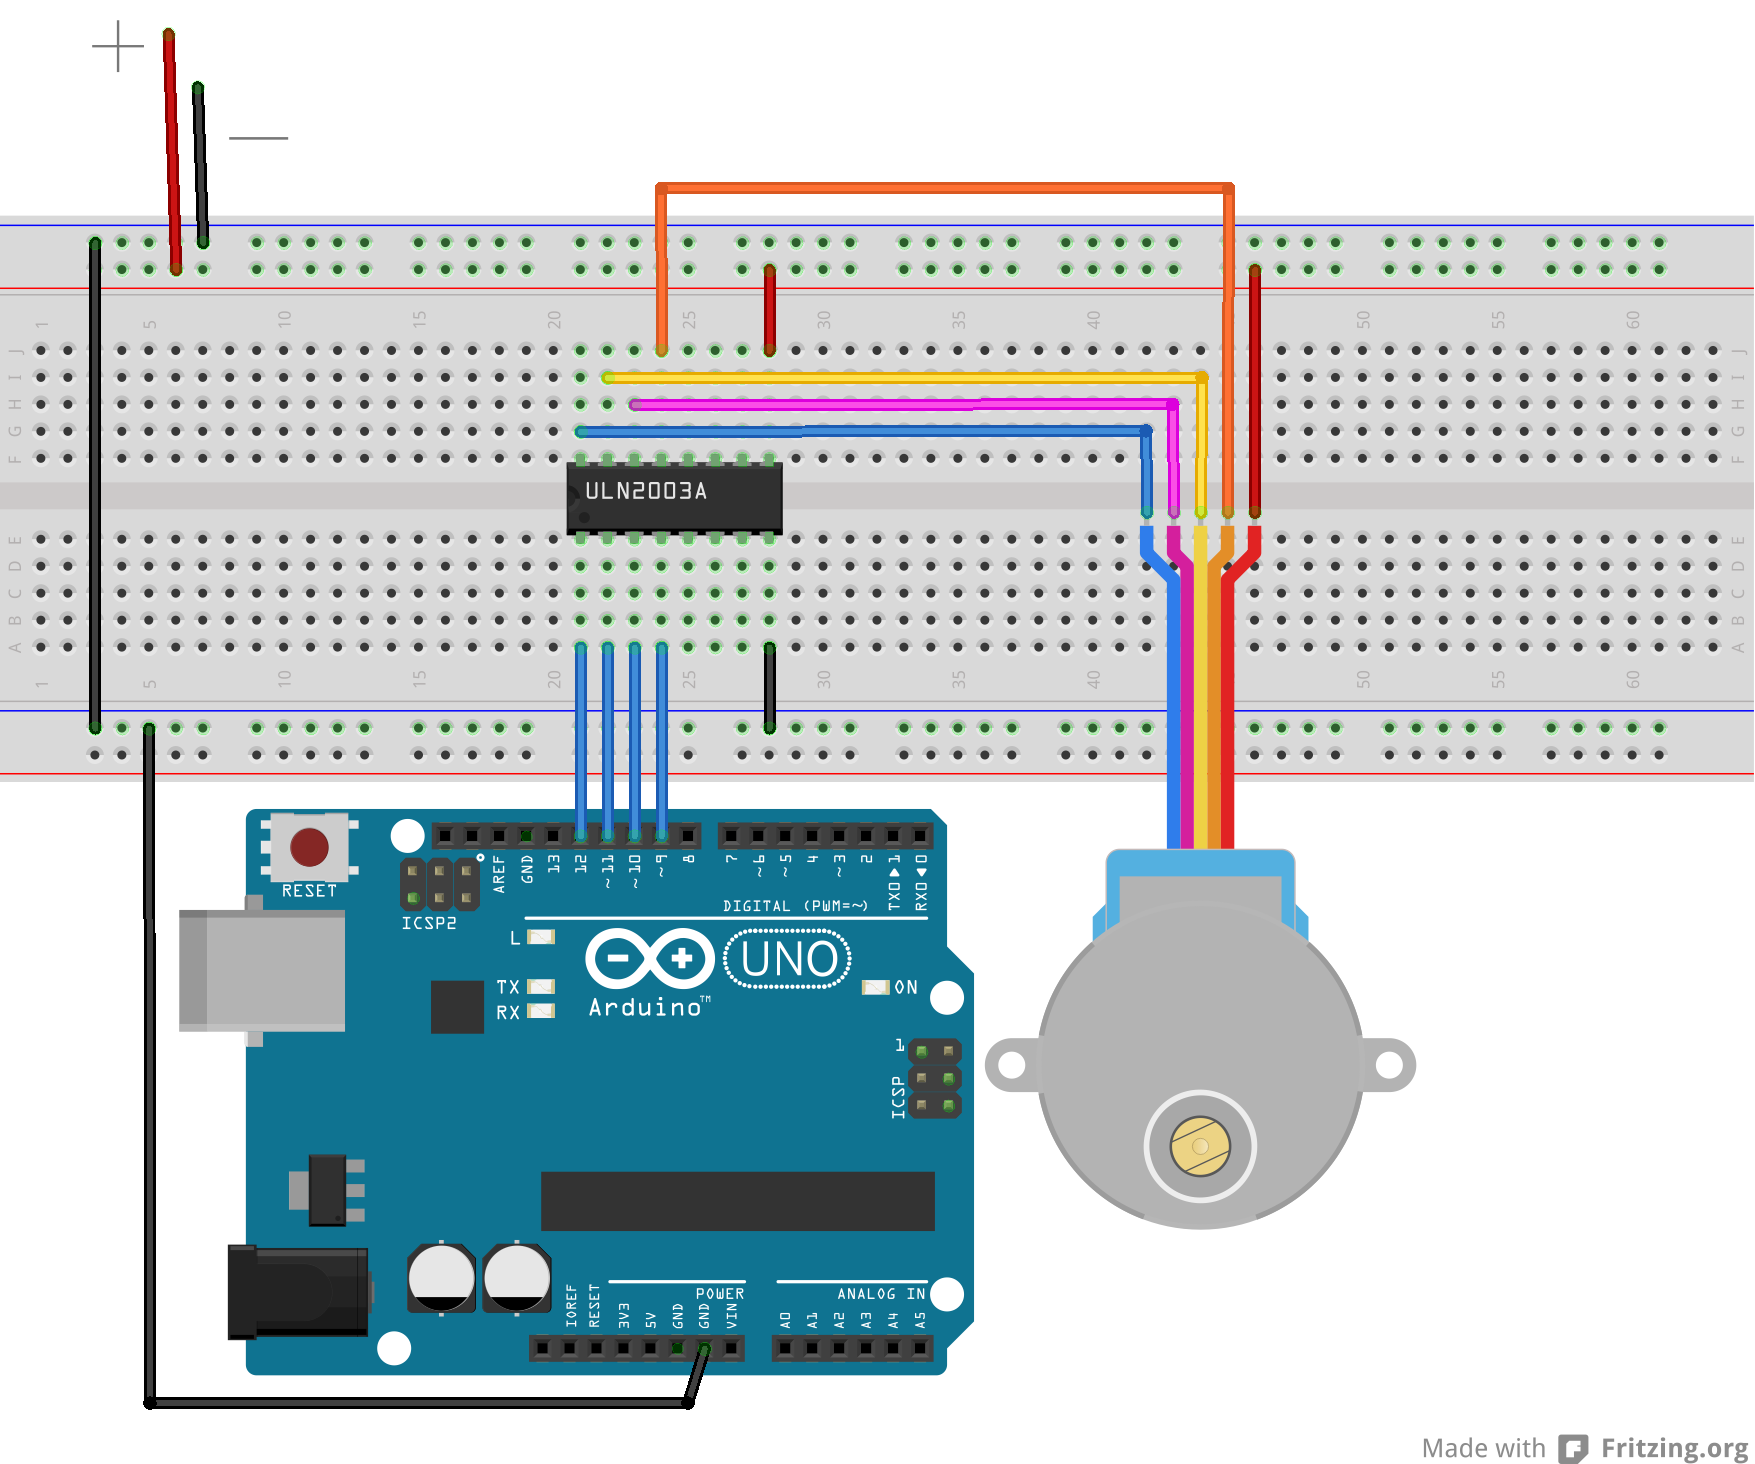 1 5 10 15 20 25 30 35 40 50 55 60
J J
I I
H H
G G
F F
ULN2003A
E E
D D
C C
B B
A A
1 5 10 15 20 25 30 35 40 50 55 60
RESET
AREF GND 13 12 ~11 ~10 ~9 8 7 ~6 ~5 4 ~3 2 TX0 1 RX0 0
ICSP2
DIGITAL (PWM=~)
L
UNO
TX
RX
ON
Arduino™
1
ICSP
POWER
ANALOG IN
IOREF RESET 3V3 5V GND GND VIN A0 A1 A2 A3 A4 A5
Made with Fritzing.org